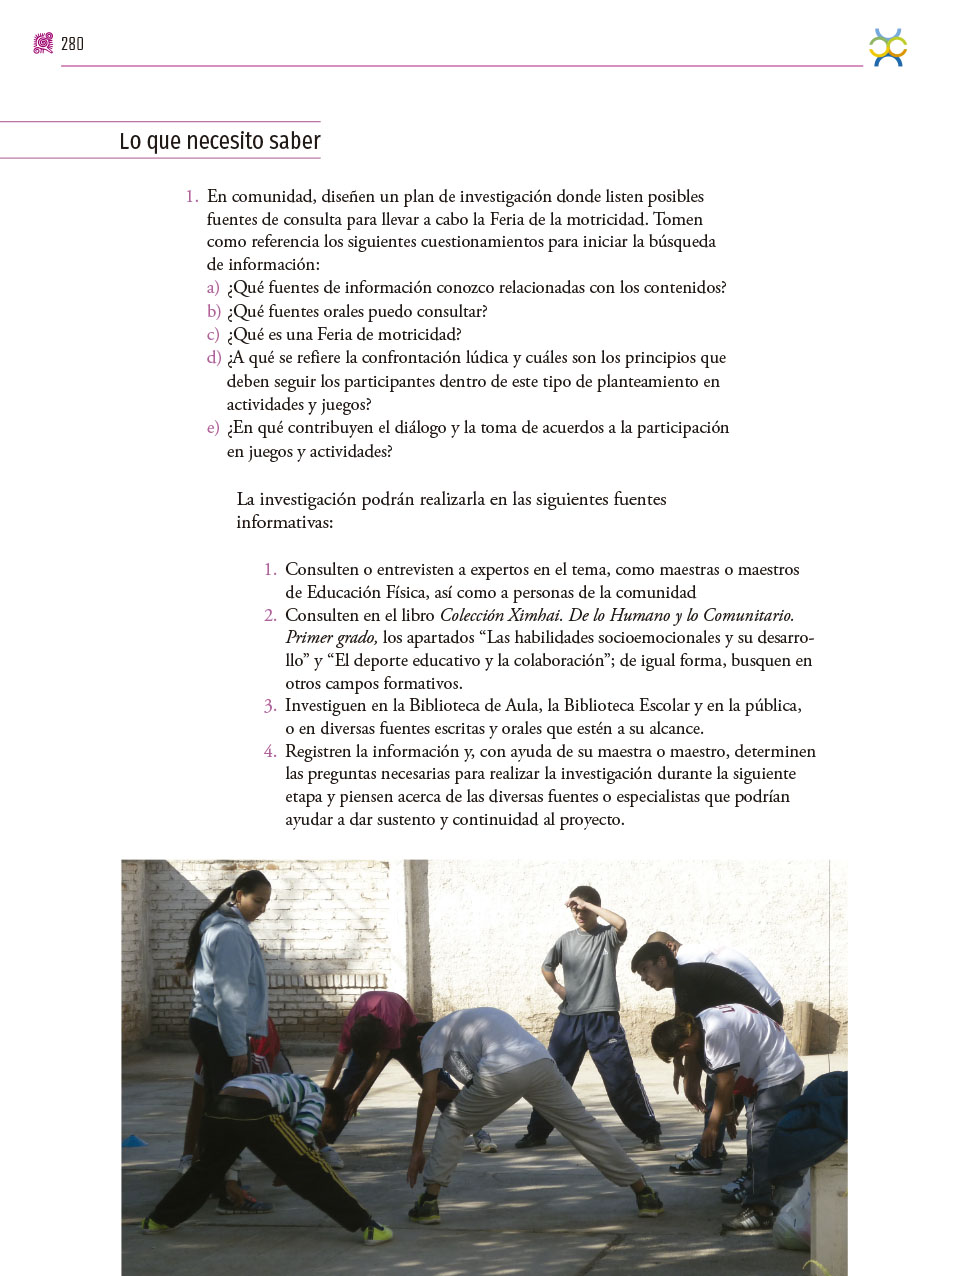 280
Lo que necesito saber
1. En comunidad, diseñen un plan de investigación donde listen posibles
fuentes de consulta para llevar a cabo la Feria de la motricidad. Tomen
como referencia los siguientes cuestionamientos para iniciar la búsqueda
de información:
a) ¿Qué fuentes de información conozco relacionadas con los contenidos?
b) ¿Qué fuentes orales puedo consultar?
c) ¿Qué es una Feria de motricidad?
d) ¿A qué se refiere la confrontación lúdica y cuáles son los principios que
deben seguir los participantes dentro de este tipo de planteamiento en
actividades y juegos?
e) ¿En qué contribuyen el diálogo y la toma de acuerdos a la participación
en juegos y actividades?
La investigación podrán realizarla en las siguientes fuentes
informativas:
1. Consulten o entrevisten a expertos en el tema, como maestras o maestros
de Educación Física, así como a personas de la comunidad
2. Consulten en el libro Colección Ximhai. De lo Humano y lo Comunitario.
Primer grado, los apartados “Las habilidades socioemocionales y su desarro-
llo” y “El deporte educativo y la colaboración”; de igual forma, busquen en
otros campos formativos.
3. Investiguen en la Biblioteca de Aula, la Biblioteca Escolar y en la pública,
o en diversas fuentes escritas y orales que estén a su alcance.
4. Registren la información y, con ayuda de su maestra o maestro, determinen
las preguntas necesarias para realizar la investigación durante la siguiente
etapa y piensen acerca de las diversas fuentes o especialistas que podrían
ayudar a dar sustento y continuidad al proyecto.